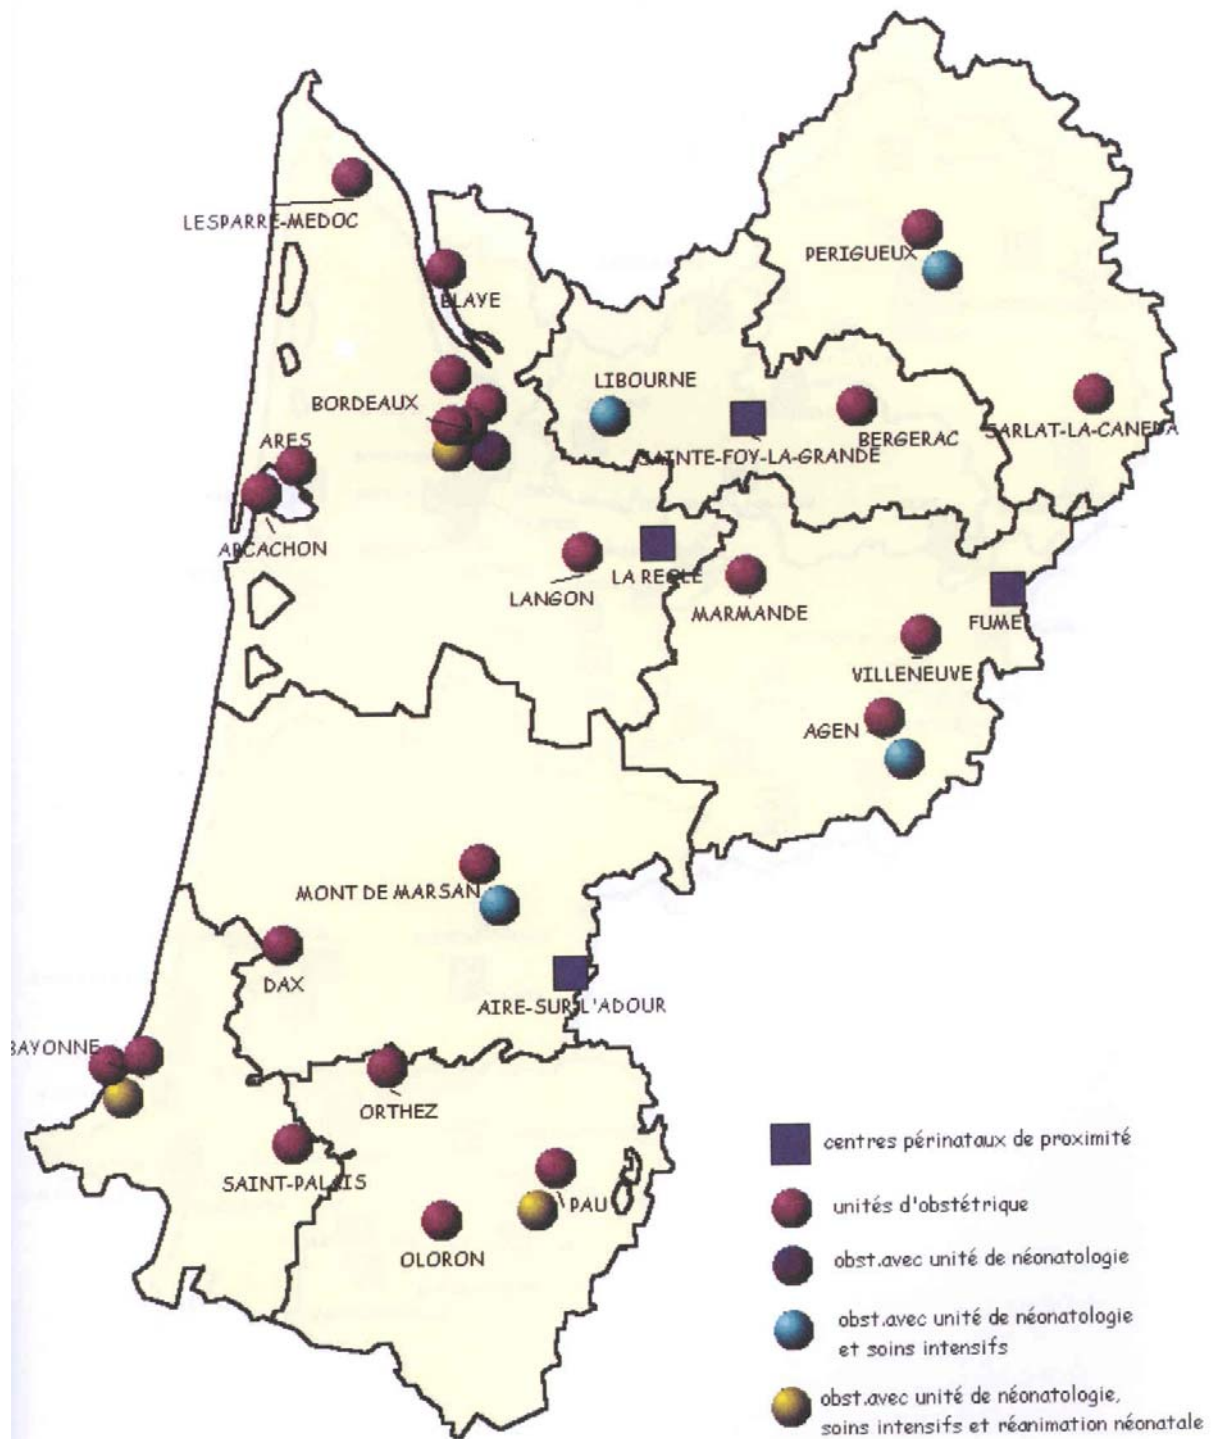 LESPARRE-MEDOC
PERIGUEUX
BLAYE
LIBOURNE
BORDEAUX
ARES
BERGERAC
SARLAT-LA-CANEDA
SAINTE-FOY-LA-GRANDE
ARCACHON
LA REOLE
LANGON
MARMANDE
FUMEL
VILLENEUVE
AGEN
MONT DE MARSAN
DAX
AIRE-SUR-L'ADOUR
BAYONNE
ORTHEZ
SAINT-PALAIS
PAU
OLORON
centres périnataux de proximité
unités d'obstétrique
obst.avec unité de néonatologie
obst.avec unité de néonatologie
et soins intensifs
obst.avec unité de néonatologie,
soins intensifs et réanimation néonatale